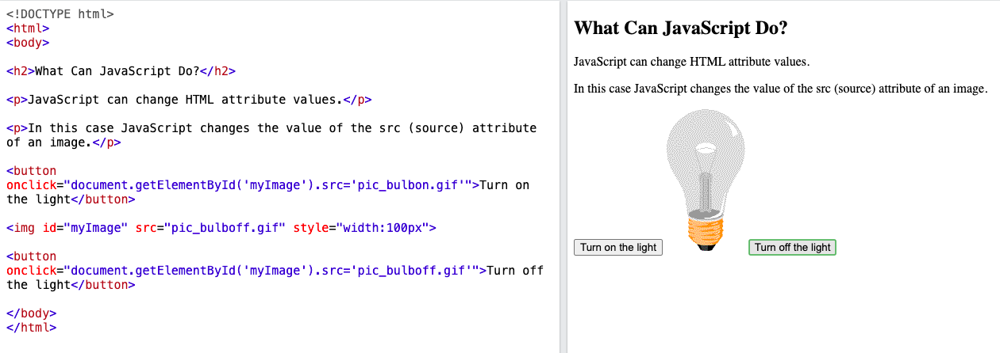 <!DOCTYPE html>
<html>
<body>
<h2>What Can JavaScript Do?</h2>
<p>JavaScript can change HTML attribute values.</p>
<p>In this case JavaScript changes the value of the src (source) attribute
of an image.</p>
<button
onclick="document.getElementById('myImage').src='pic_bulbon.gif'">Turn on
the light</button>
<img id="myImage" src="pic_bulboff.gif" style="width:100px">
<button
onclick="document.getElementById('myImage').src='pic_bulboff.gif'">Turn off
the light</button>
</body>
</html>
What Can JavaScript Do?
JavaScript can change HTML attribute values.
In this case JavaScript changes the value of the src (source) attribute of an image.
Turn on the light
Turn off the light